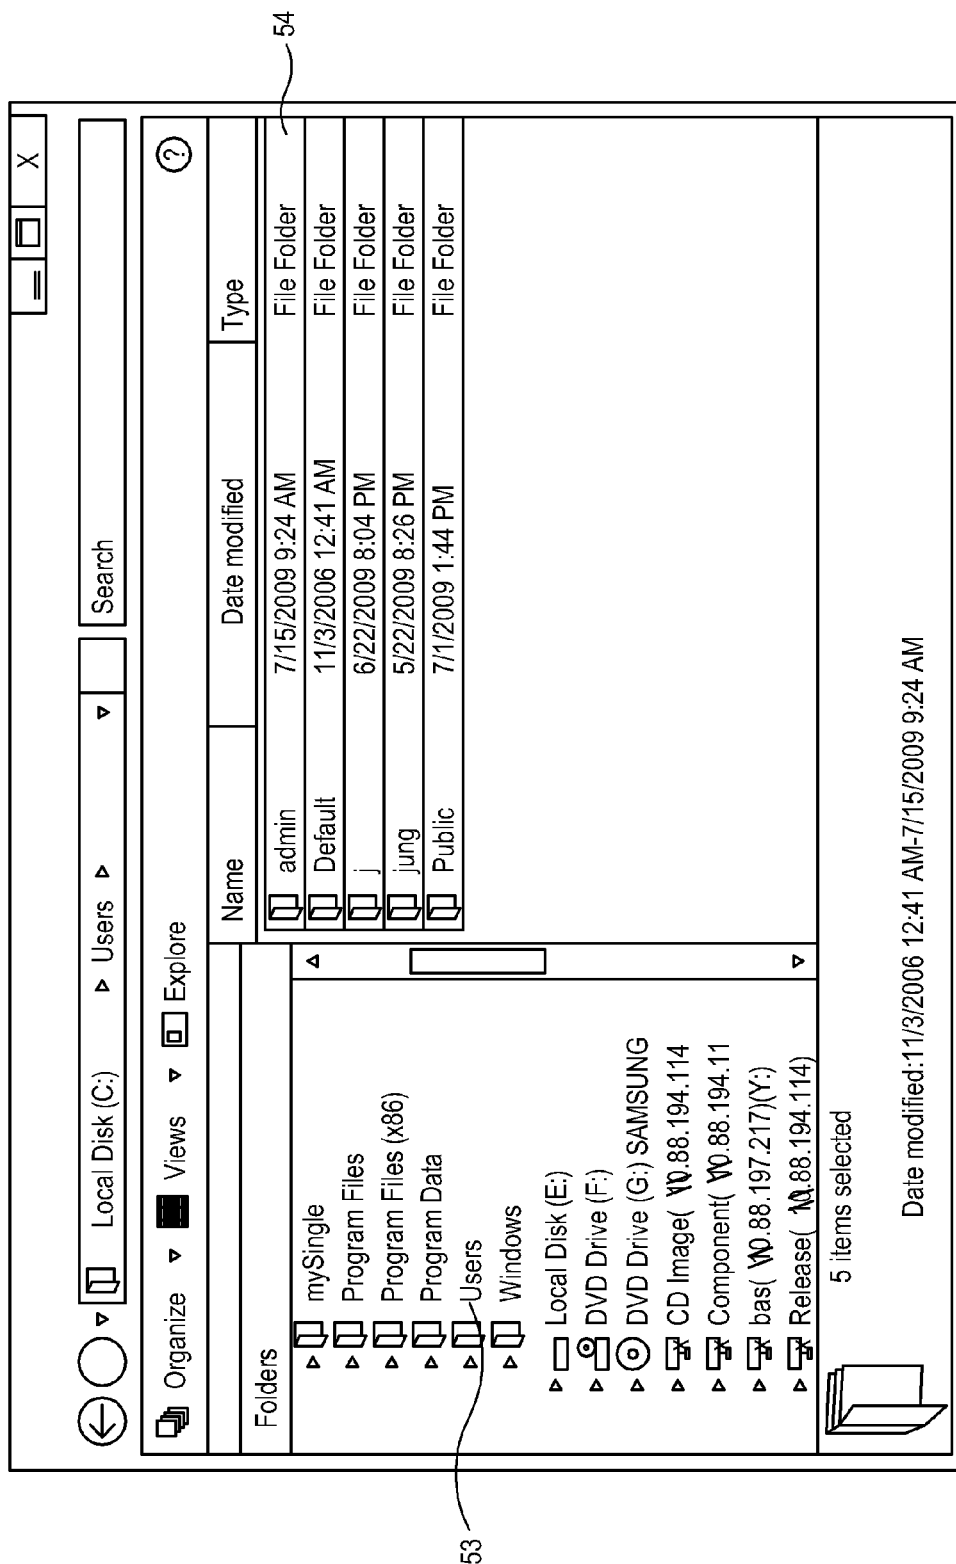 X
Local Disk (C:) Users Search
Organize Views Explore ?
Folders Name Date modified Type
mySingle
Program Files
Program Files (x86)
Program Data
Users
Windows
Local Disk (E:)
DVD Drive (F:)
DVD Drive (G:) SAMSUNG
CD Image( \\10.88.194.114
Component( \\10.88.194.11
bas( \\10.88.197.217)(Y:)
Release( \\10.88.194.114)
admin 7/15/2009 9:24 AM File Folder
Default 11/3/2006 12:41 AM File Folder
j 6/22/2009 8:04 PM File Folder
jung 5/22/2009 8:26 PM File Folder
Public 7/1/2009 1:44 PM File Folder
5 items selected
Date modified:11/3/2006 12:41 AM-7/15/2009 9:24 AM
53
54